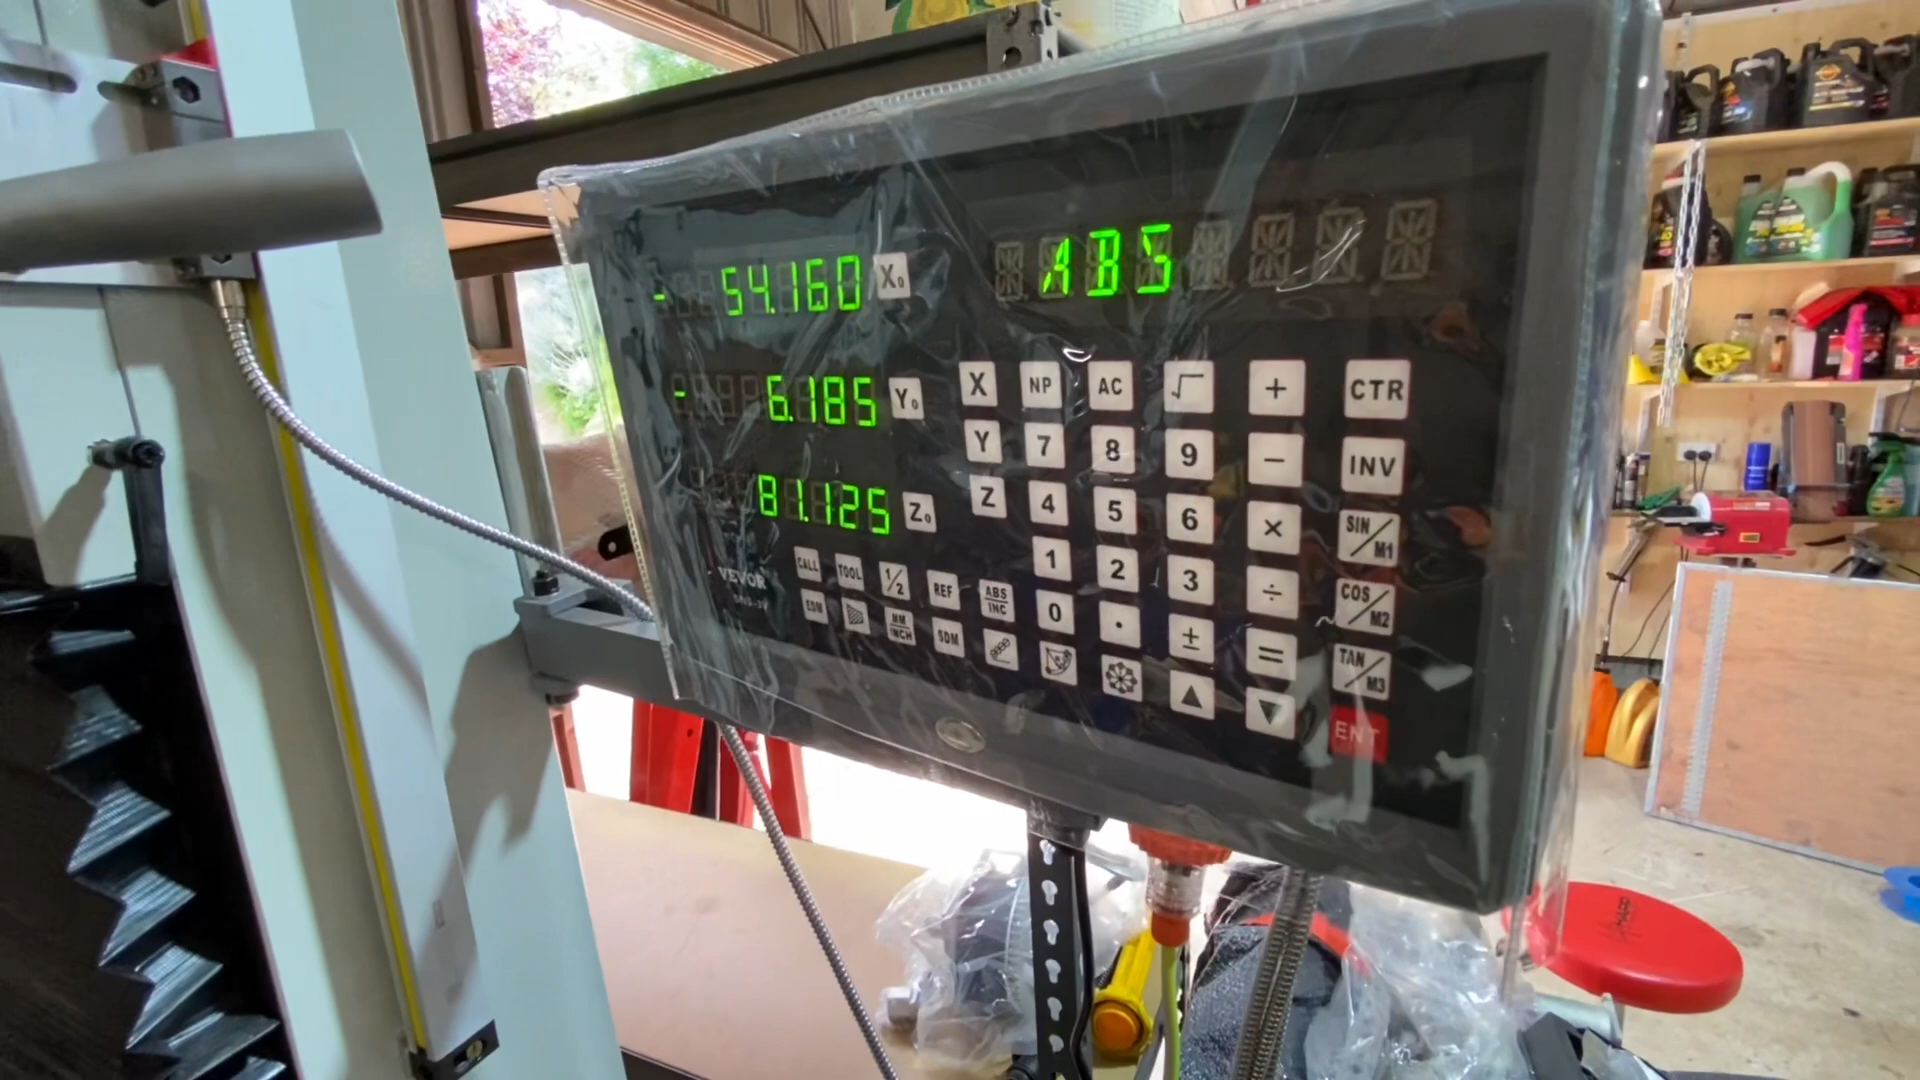 - 54.160 X₀ ABS
- 6.185 Y₀
81.125 Z₀
X NP AC √ + CTR
Y 7 8 9 − INV
Z 4 5 6 × SIN/M1
1 2 3 ÷ COS/M2
0 . ± = TAN/M3
▲ ▼ ENT
VEVOR
CALL TOOL 1/2 REF ABS/INC
EDM MM/INCH SDM